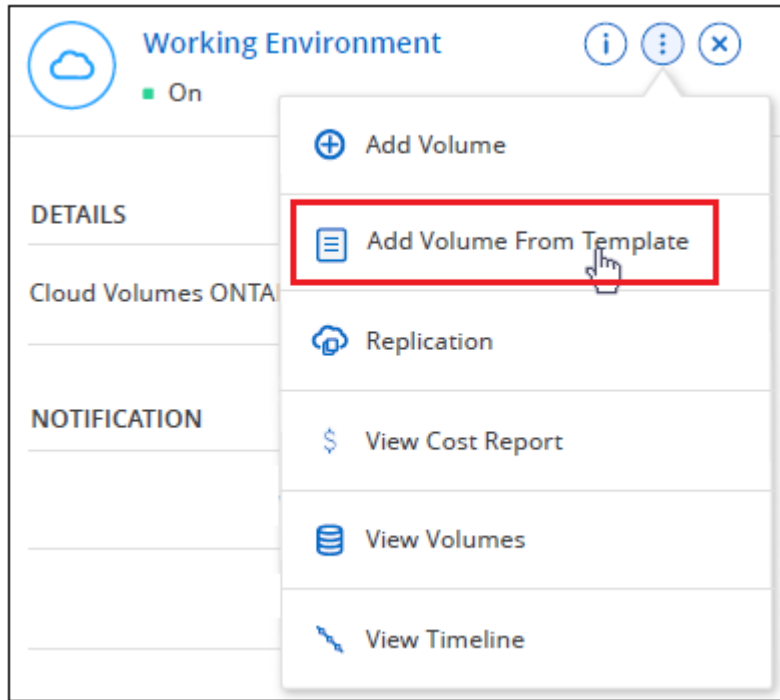 Working Environment
On
Add Volume
DETAILS
Add Volume From Template
Cloud Volumes ONTA
Replication
NOTIFICATION
View Cost Report
View Volumes
View Timeline